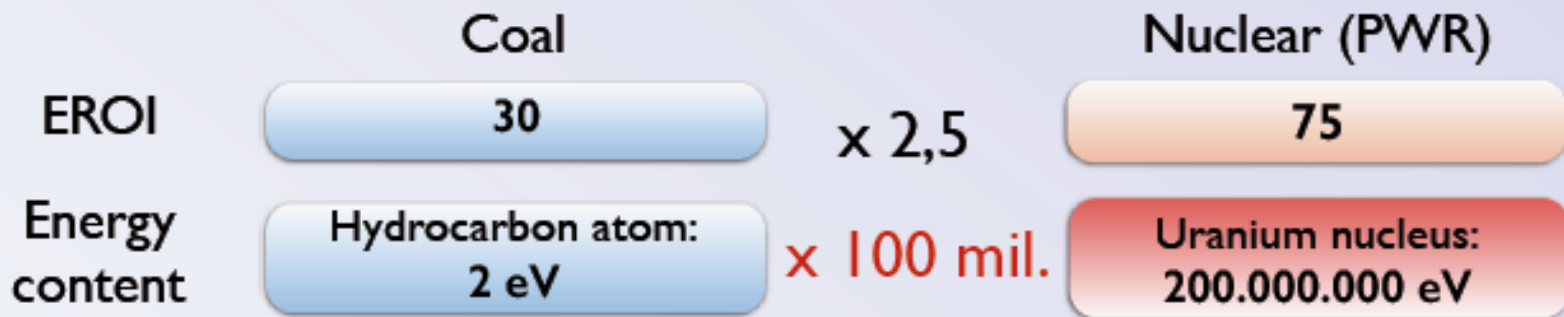 Coal
Nuclear (PWR)
EROI
30
x 2,5
75
Energy
content
Hydrocarbon atom:
2 eV
x 100 mil.
Uranium nucleus:
200.000.000 eV